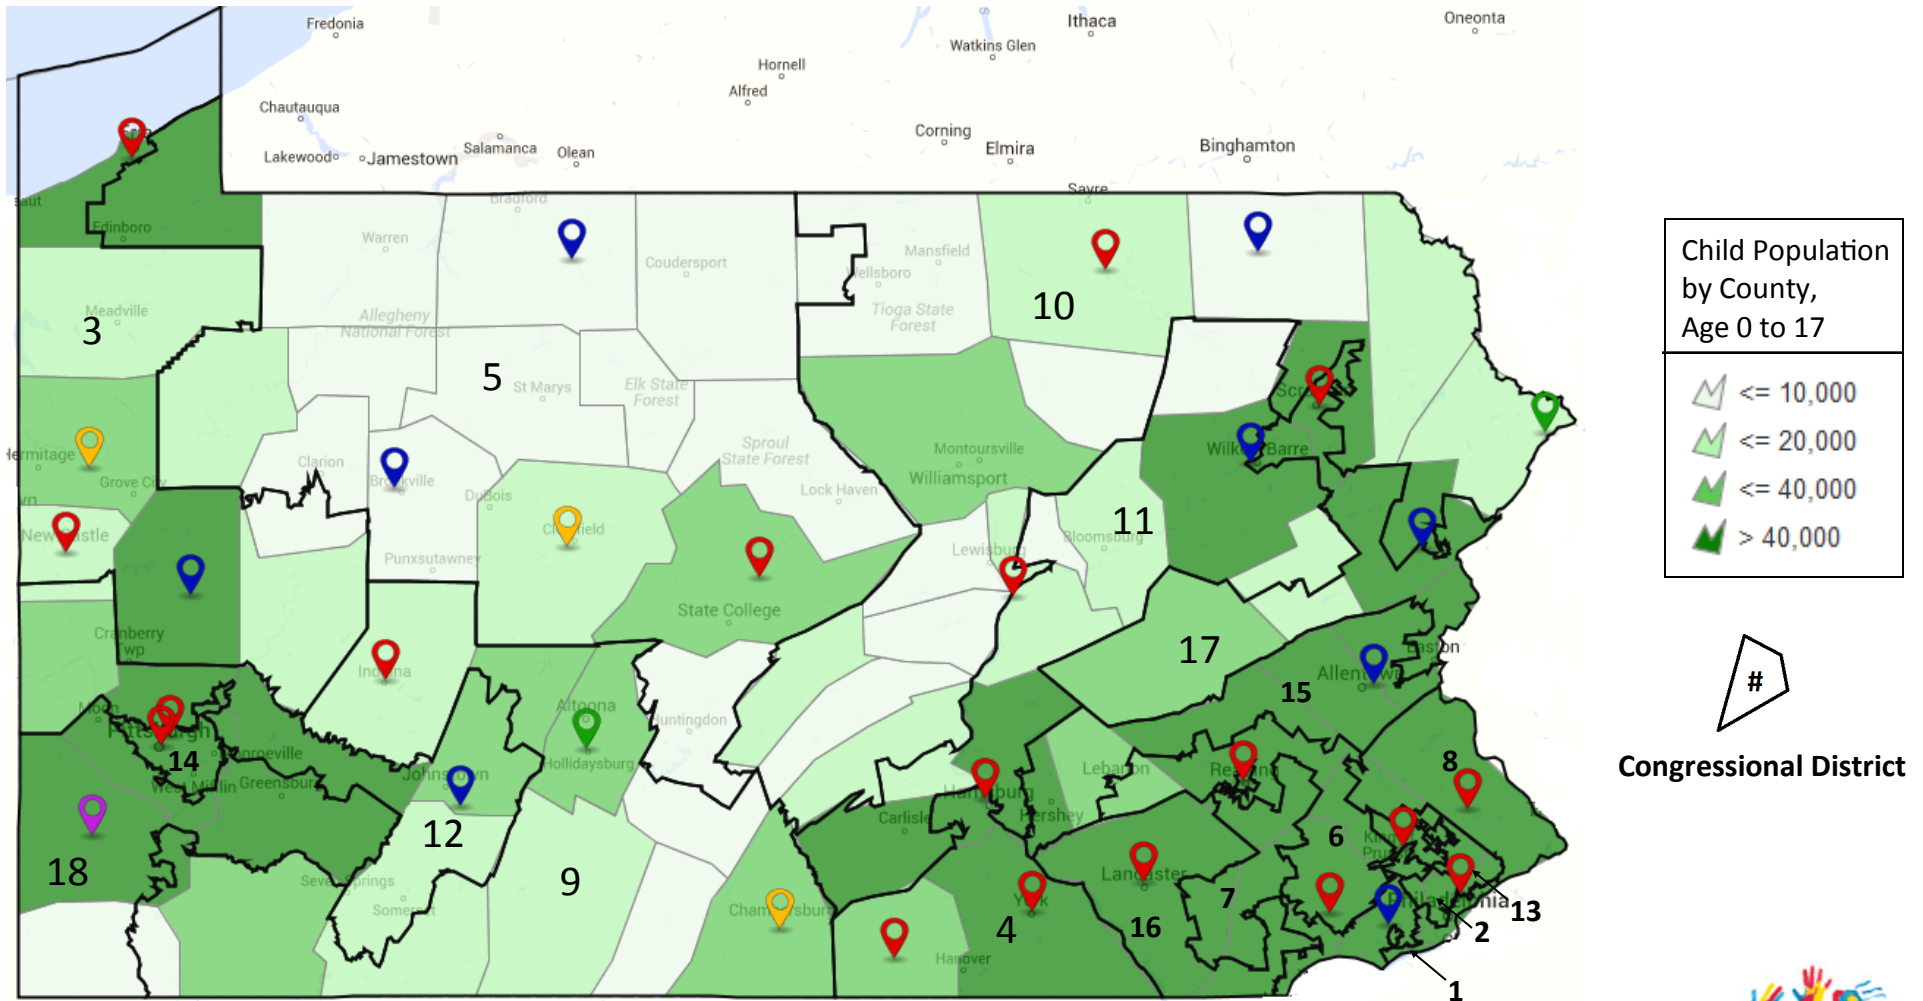 Fredonia
Ithaca
Oneonta
Watkins Glen
Hornell
Alfred
Chautauqua
Corning
Elmira
Binghamton
Lakewood
Jamestown
Salamanca
Olean
Sayre
Bradford
Edinboro
Warren
Coudersport
Mansfield
Wellsboro
Allegheny
National Forest
Tioga State
Forest
Meadville
3
10
5
St Marys
Elk State
Forest
Hermitage
Grove City
Clarion
Brookville
DuBois
Sproul
State Forest
Lock Haven
Montoursville
Williamsport
Wilkes-Barre
New Castle
Punxsutawney
Clearfield
Lewisburg
Bloomsburg
11
State College
Cranberry
Twp
Indiana
17
Allentown
Easton
15
Moon
Pittsburgh
14
Monroeville
West Mifflin
Greensburg
Altoona
Hollidaysburg
Huntingdon
Johnstown
Lebanon
Reading
8
Harrisburg
Hershey
Carlisle
12
18
Seven Springs
Somerset
9
Chambersburg
Lancaster
York
4
Hanover
16
7
6
King
Philadelphia
13
2
1
Child Population
by County,
Age 0 to 17
<= 10,000
<= 20,000
<= 40,000
> 40,000
#
Congressional District